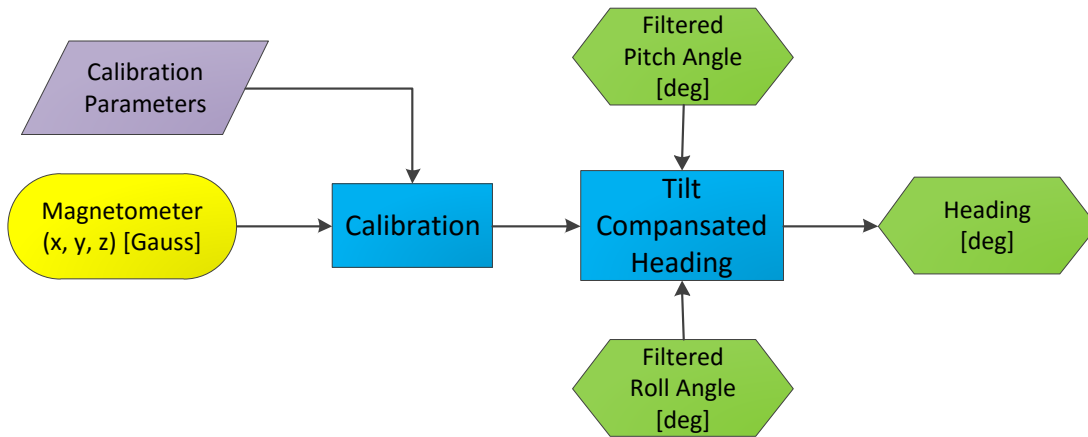 Filtered
Pitch Angle
[deg]
Calibration
Parameters
Magnetometer
(x, y, z) [Gauss]
Calibration
Tilt
Compansated
Heading
Heading
[deg]
Filtered
Roll Angle
[deg]